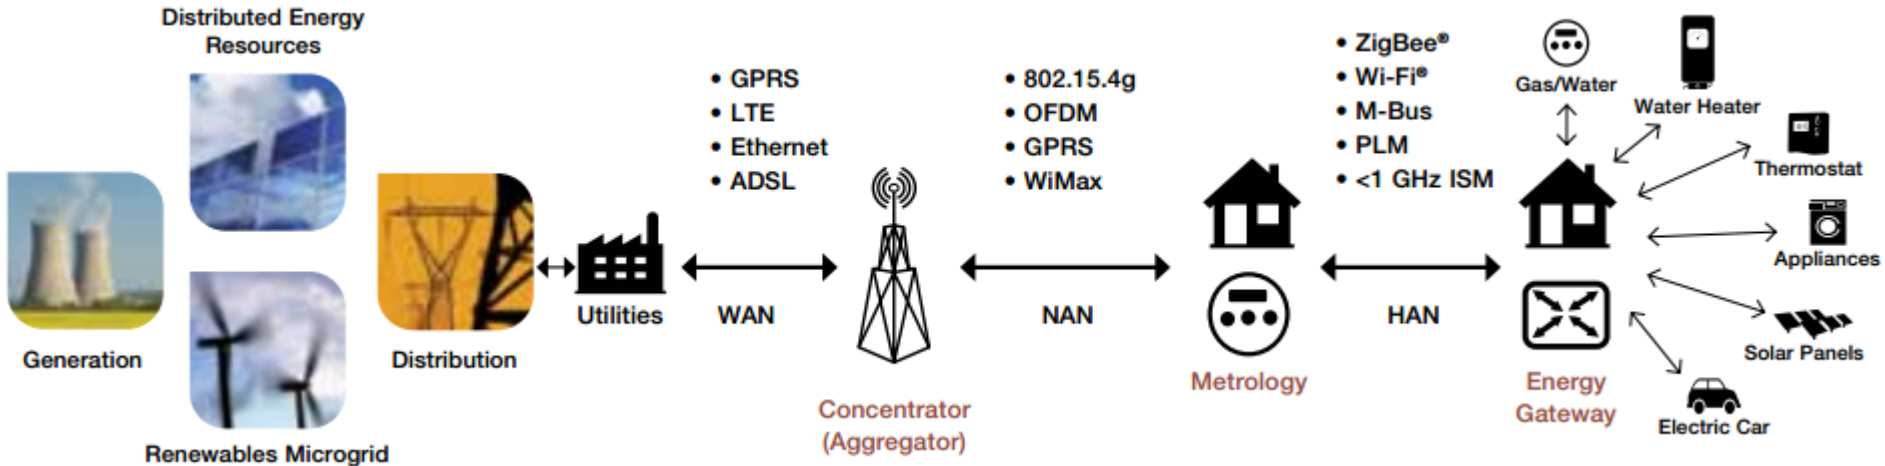 Distributed Energy
Resources
Generation
Renewables Microgrid
Distribution
Utilities
• GPRS
• LTE
• Ethernet
• ADSL
WAN
Concentrator
(Aggregator)
• 802.15.4g
• OFDM
• GPRS
• WiMax
NAN
Metrology
• ZigBee®
• Wi-Fi®
• M-Bus
• PLM
• <1 GHz ISM
HAN
Energy
Gateway
Gas/Water
Water Heater
Thermostat
Appliances
Solar Panels
Electric Car